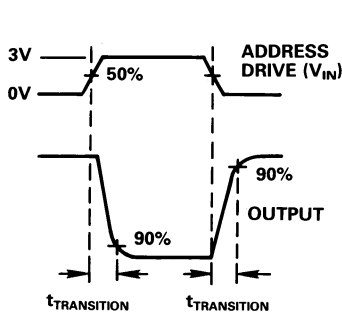 3V
ADDRESS
DRIVE (VIN)
50%
0V
90%
OUTPUT
90%
tTRANSITION tTRANSITION